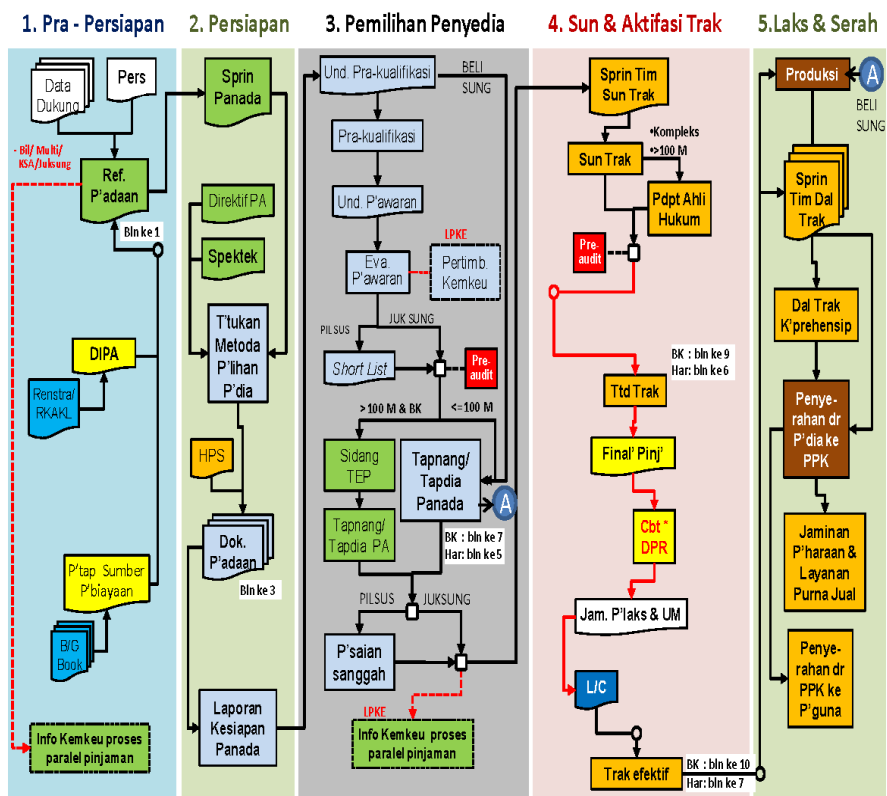 1. Pra - Persiapan
Data
Dukung
Pers
- Bil/ Multi/
KSA/Juksung
Ref.
P'adaan
Bln ke 1
DIPA
Renstra/
RKAKL
P'tap Sumber
P'biayaan
B/G
Book
Info Kemkeu proses
paralel pinjaman
2. Persiapan
Sprin
Panada
Direktif PA
Spektek
T'tukan
Metoda
P'lihan
P'dia
HPS
Dok.
P'adaan
Bln ke 3
Laporan
Kesiapan
Panada
3. Pemilihan Penyedia
Und. Pra-kualifikasi
BELI
SUNG
Pra-kualifikasi
Und. P'awaran
LPKE
Eva.
P'awaran
Pertimb.
Kemkeu
PILSUS
JUK SUNG
Short List
Pre-
audit
>100 M & BK
<=100 M
Sidang
TEP
Tapnang/
Tapdia
Panada
A
Tapnang/
Tapdia PA
BK : bln ke 7
Har: bln ke 5
PILSUS
JUKSUNG
P'saian
sanggah
LPKE
Info Kemkeu proses
paralel pinjaman
4. Sun & Aktifasi Trak
Sprin Tim
Sun Trak
•Kompleks
•>100 M
Sun Trak
Pdpt Ahli
Hukum
Pre-
audit
BK : bln ke 9
Har: bln ke 6
Ttd Trak
Final' Pinj'
Cbt *
DPR
Jam. P'laks & UM
L/C
Trak efektif
BK : bln ke 10
Har: bln ke 7
5.Laks & Serah
Produksi
A
BELI
SUNG
Sprin
Tim Dal
Trak
Dal Trak
K'prehensip
Penye-
rahan dr
P'dia ke
PPK
Jaminan
P'haraan &
Layanan
Purna Jual
Penye-
rahan dr
PPK ke
P'guna